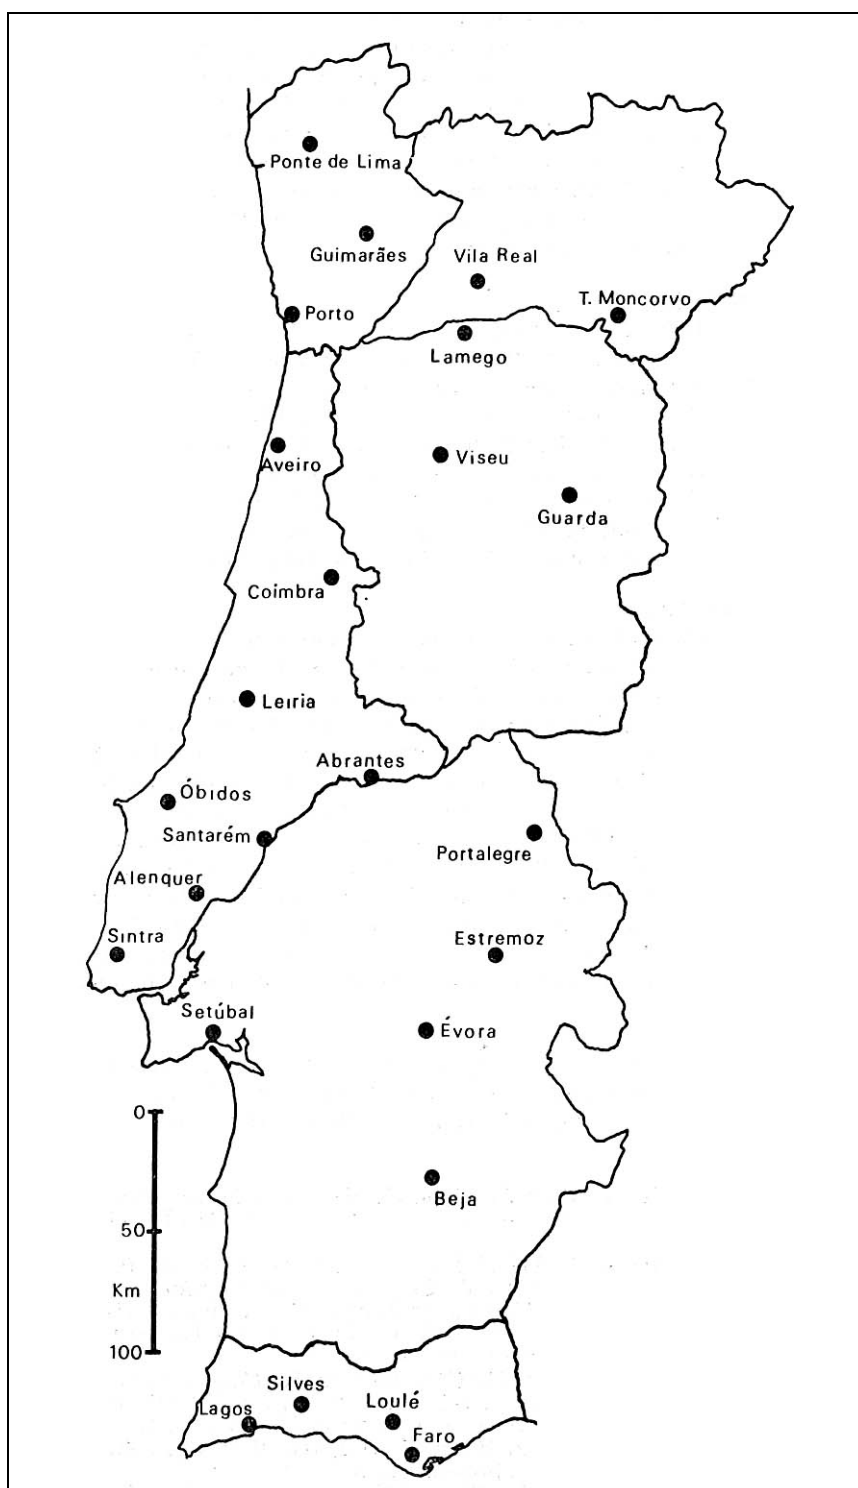 Ponte de Lima
Guimarães
Vila Real
T. Moncorvo
Porto
Lamego
Aveiro
Viseu
Guarda
Coimbra
Leiria
Abrantes
Óbidos
Santarém
Portalegre
Alenquer
Sintra
Estremoz
Setúbal
Évora
0
Beja
50
Km
100
Silves
Loulé
Lagos
Faro